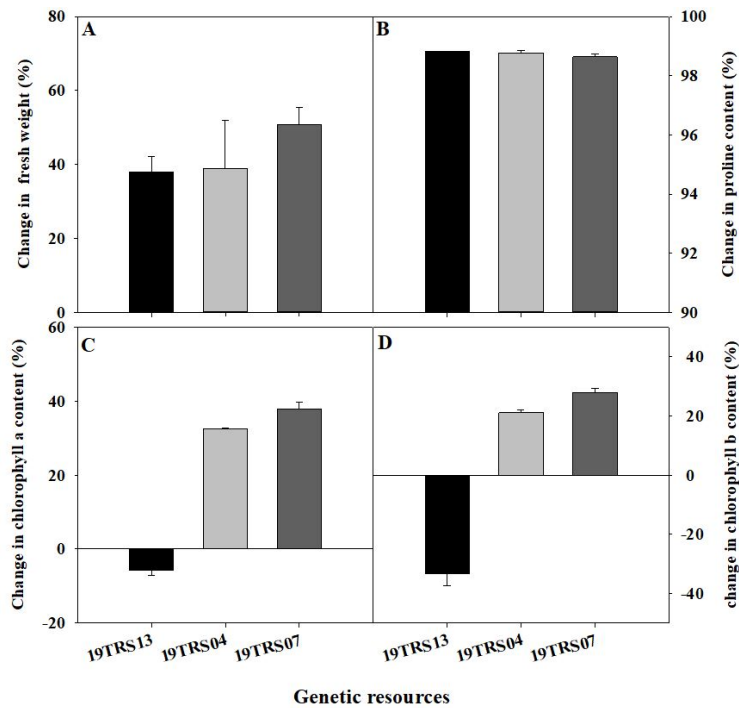 A
B
80
60
40
20
0
Change in fresh weight (%)
100
98
96
94
92
90
Change in proline content (%)
C
D
60
40
20
0
-20
Change in chlorophyll a content (%)
40
20
0
-20
-40
change in chlorophyll b content (%)
19TRS13
19TRS04
19TRS07
19TRS13
19TRS04
19TRS07
Genetic resources